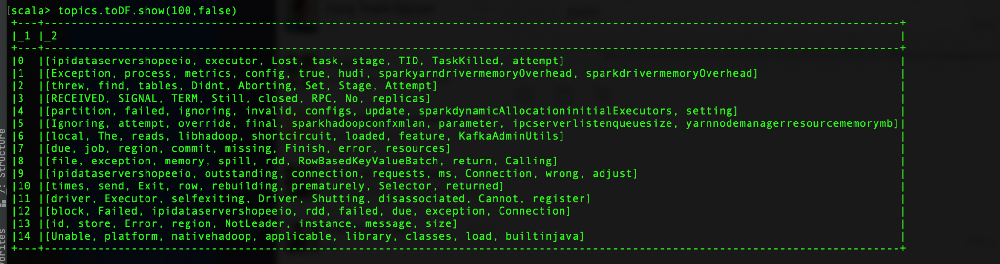 [scala> topics.toDF.show(100,false)
+---+--------------------------------------------------------------------------------------------------------------------------------+
|_1 |_2 |
+---+--------------------------------------------------------------------------------------------------------------------------------+
|0 |[ipidataservershopeeio, executor, Lost, task, stage, TID, TaskKilled, attempt] |
|1 |[Exception, process, metrics, config, true, hudi, sparkyarndrivermemoryOverhead, sparkdrivermemoryOverhead] |
|2 |[threw, find, tables, Didnt, Aborting, Set, Stage, Attempt] |
|3 |[RECEIVED, SIGNAL, TERM, Still, closed, RPC, No, replicas] |
|4 |[partition, failed, ignoring, invalid, configs, update, sparkdynamicAllocationinitialExecutors, setting] |
|5 |[Ignoring, attempt, override, final, sparkhadoopconfxmlan, parameter, ipcserverlistenqueuesize, yarnnodemanagerresourcememorymb]|
|6 |[local, The, reads, libhadoop, shortcircuit, loaded, feature, KafkaAdminUtils] |
|7 |[due, job, region, commit, missing, Finish, error, resources] |
|8 |[file, exception, memory, spill, rdd, RowBasedKeyValueBatch, return, Calling] |
|9 |[ipidataservershopeeio, outstanding, connection, requests, ms, Connection, wrong, adjust] |
|10 |[times, send, Exit, row, rebuilding, prematurely, Selector, returned] |
|11 |[driver, Executor, selfexiting, Driver, Shutting, disassociated, Cannot, register] |
|12 |[block, Failed, ipidataservershopeeio, rdd, failed, due, exception, Connection] |
|13 |[id, store, Error, region, NotLeader, instance, message, size] |
|14 |[Unable, platform, nativehadoop, applicable, library, classes, load, builtinjava] |
+---+--------------------------------------------------------------------------------------------------------------------------------+
7: Structure